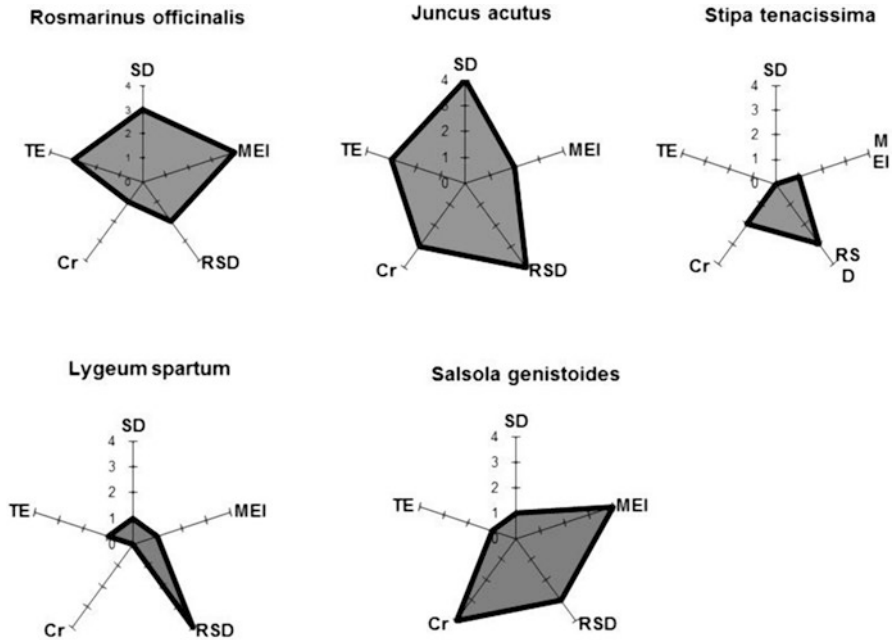 Rosmarinus officinalis
SD
4
3
2
1
0
TE
MEI
Cr
RSD
Juncus acutus
SD
4
3
2
1
0
TE
MEI
Cr
RSD
Stipa tenacissima
SD
4
3
2
1
0
TE
M
EI
Cr
RS
D
Lygeum spartum
SD
4
3
2
1
0
TE
MEI
Cr
RSD
Salsola genistoides
SD
4
3
2
1
0
TE
MEI
Cr
RSD